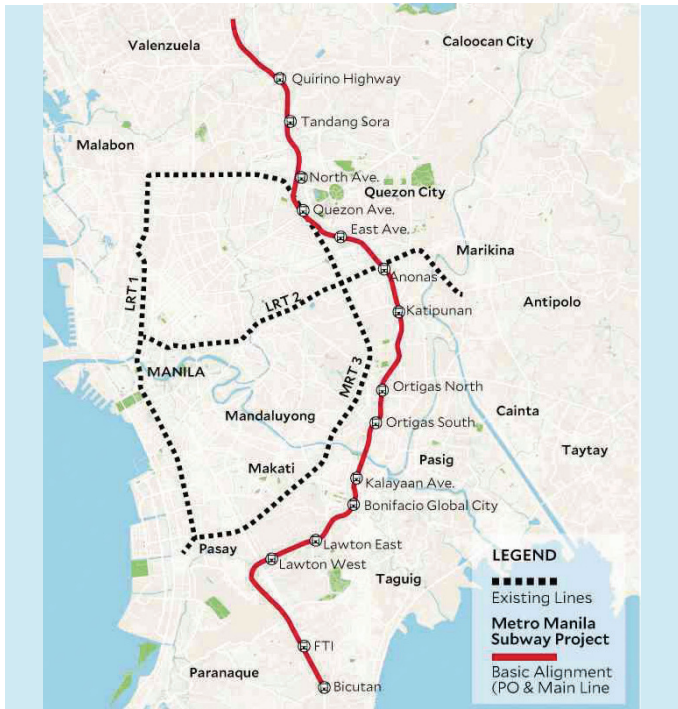 Valenzuela
Caloocan City
Quirino Highway
Tandang Sora
Malabon
North Ave.
Quezon City
Quezon Ave.
East Ave.
Marikina
Anonas
LRT 1
LRT 2
Antipolo
Katipunan
MANILA
MRT 3
Ortigas North
Mandaluyong
Cainta
Ortigas South
Taytay
Pasig
Makati
Kalayaan Ave.
Bonifacio Global City
Lawton East
Pasay
Lawton West
Taguig
FTI
Paranaque
Bicutan
LEGEND
Existing Lines
Metro Manila
Subway Project
Basic Alignment
(PO & Main Line